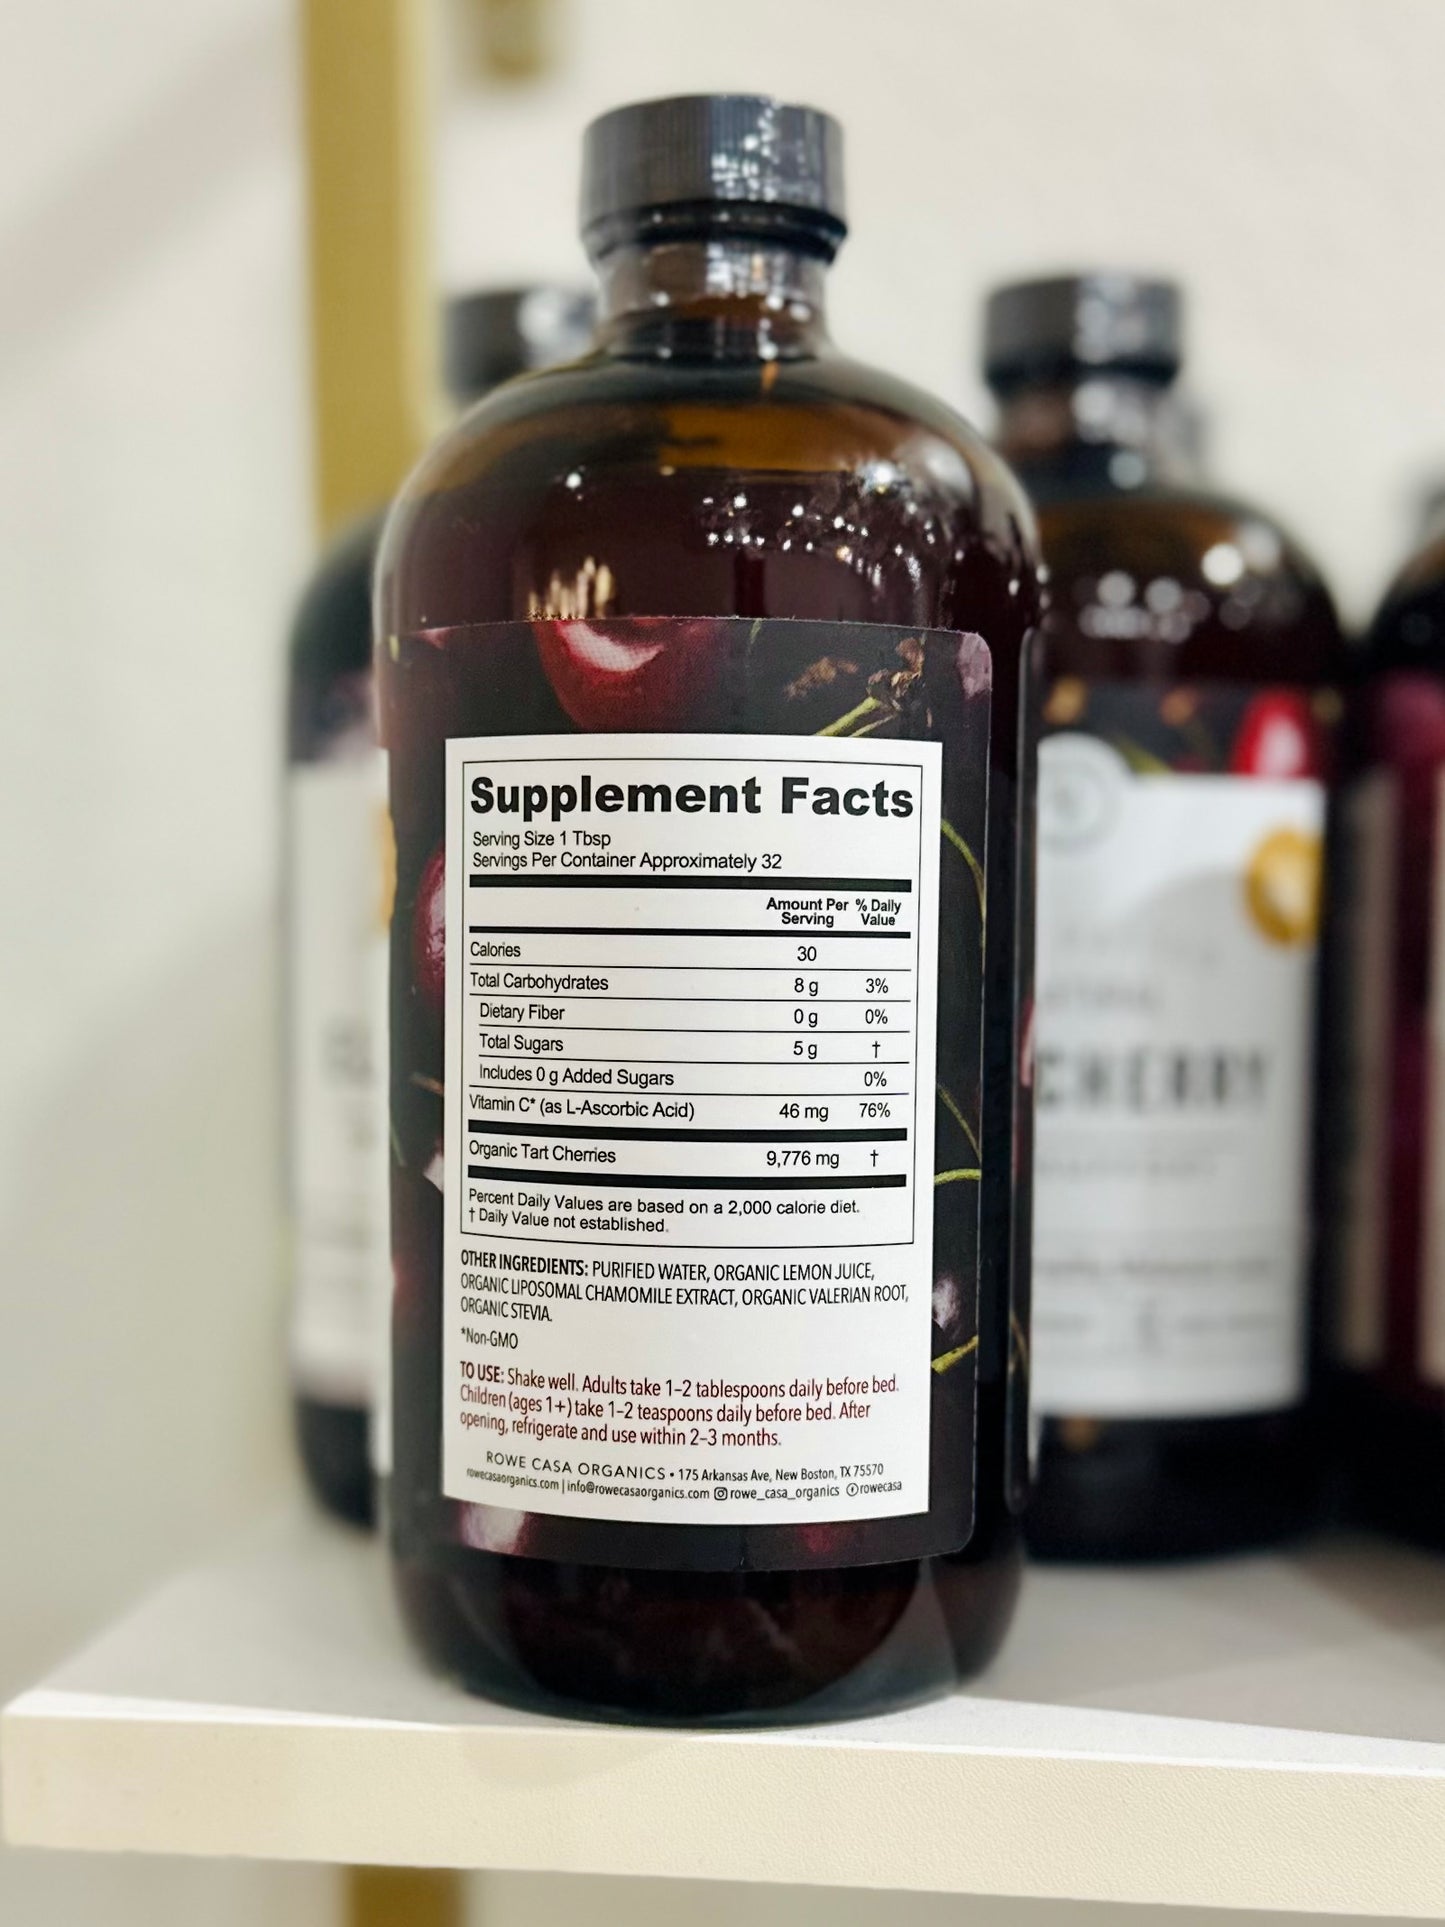 Supplement Facts
Serving Size 1 Tbsp
Servings Per Container Approximately 32
Amount Per Serving % Daily Value
Calories 30
Total Carbohydrates 8 g 3%
Dietary Fiber 0 g 0%
Total Sugars 5 g †
Includes 0 g Added Sugars 0%
Vitamin C* (as L-Ascorbic Acid) 46 mg 76%
Organic Tart Cherries 9,776 mg †
Percent Daily Values are based on a 2,000 calorie diet.
† Daily Value not established.
OTHER INGREDIENTS: PURIFIED WATER, ORGANIC LEMON JUICE,
ORGANIC LIPOSOMAL CHAMOMILE EXTRACT, ORGANIC VALERIAN ROOT,
ORGANIC STEVIA.
*Non-GMO
TO USE: Shake well. Adults take 1-2 tablespoons daily before bed.
Children (ages 1+) take 1-2 teaspoons daily before bed. After
opening, refrigerate and use within 2-3 months.
ROWE CASA ORGANICS • 175 Arkansas Ave, New Boston, TX 75570
rowecasaorganics.com | info@rowecasaorganics.com rowe_casa_organics rowecasa
CHERRY